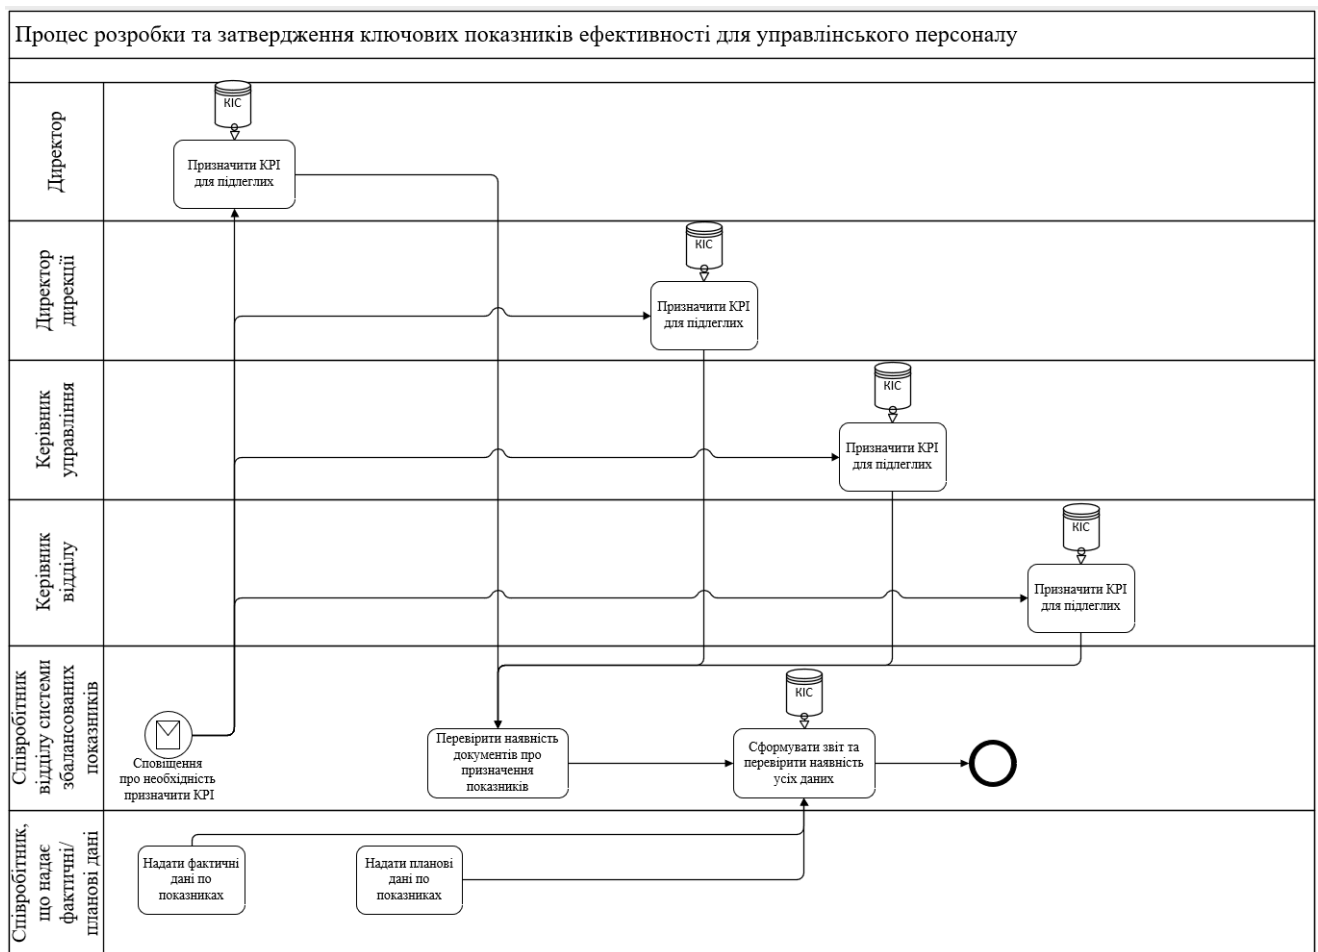 Процес розробки та затвердження ключових показників ефективності для управлінського персоналу
Директор
КІС
Призначити KPI
для підлеглих
Директор
дирекції
КІС
Призначити KPI
для підлеглих
Керівник
управління
КІС
Призначити KPI
для підлеглих
Керівник
відділу
КІС
Призначити KPI
для підлеглих
Співробітник
відділу системи
збалансованих
показників
Сповіщення
про необхідність
призначити KPI
Перевірити наявність
документів про
призначення
показників
КІС
Сформувати звіт та
перевірити наявність
усіх даних
Співробітник,
що надає
фактичні/
планові дані
Надати фактичні
дані по
показниках
Надати планові
дані по
показниках